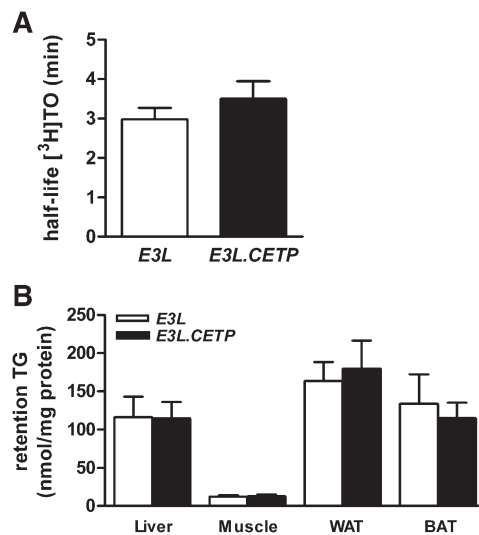 A
half-life [³H]TO (min)
5
4
3
2
1
0
E3L E3L.CETP
B
retention TG
(nmol/mg protein)
250
200
150
100
50
0
E3L
E3L.CETP
Liver Muscle WAT BAT